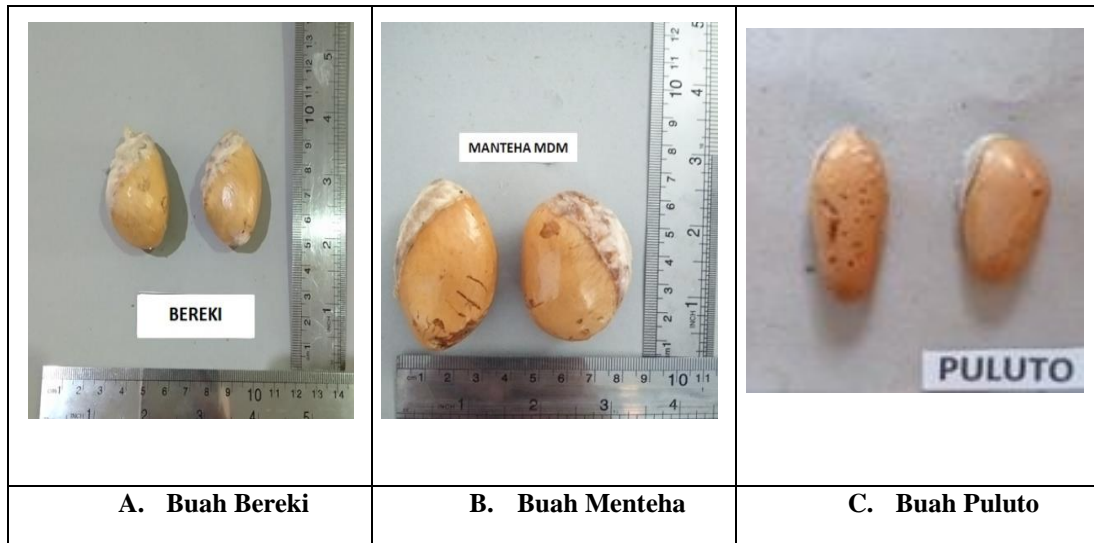 BEREKI
MANTEHA MDM
PULUTO
A. Buah Bereki
B. Buah Menteha
C. Buah Puluto